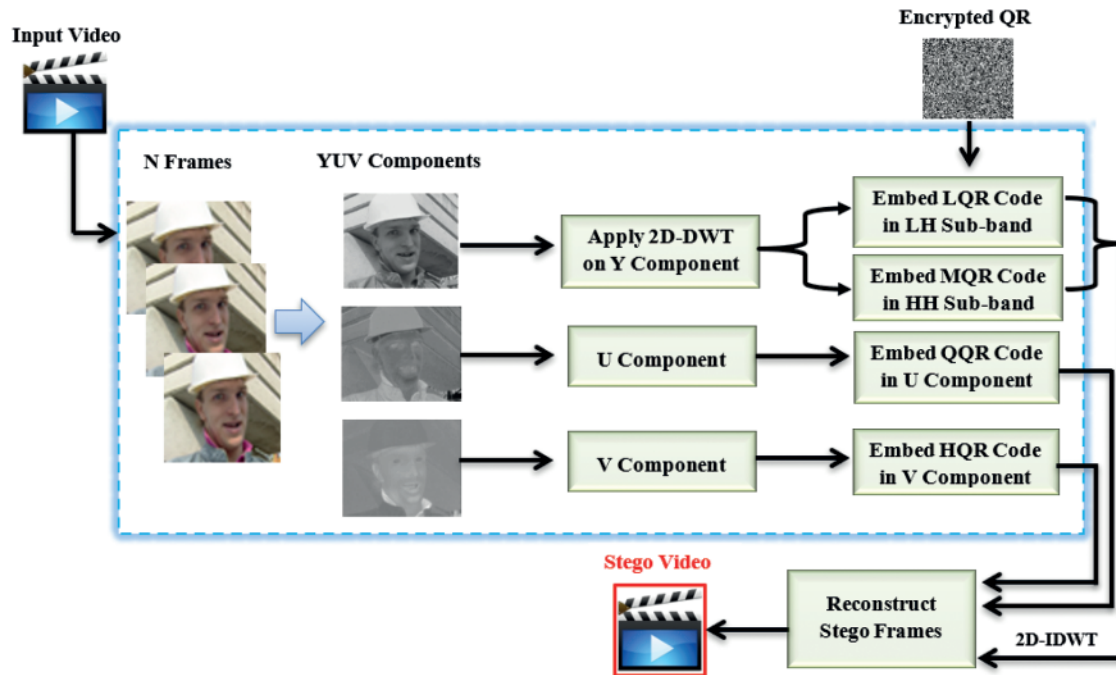 Encrypted QR
Input Video
N Frames
YUV Components
Apply 2D-DWT
on Y Component
Embed LQR Code
in LH Sub-band
Embed MQR Code
in HH Sub-band
U Component
Embed QQR Code
in U Component
V Component
Embed HQR Code
in V Component
Stego Video
Reconstruct
Stego Frames
2D-IDWT